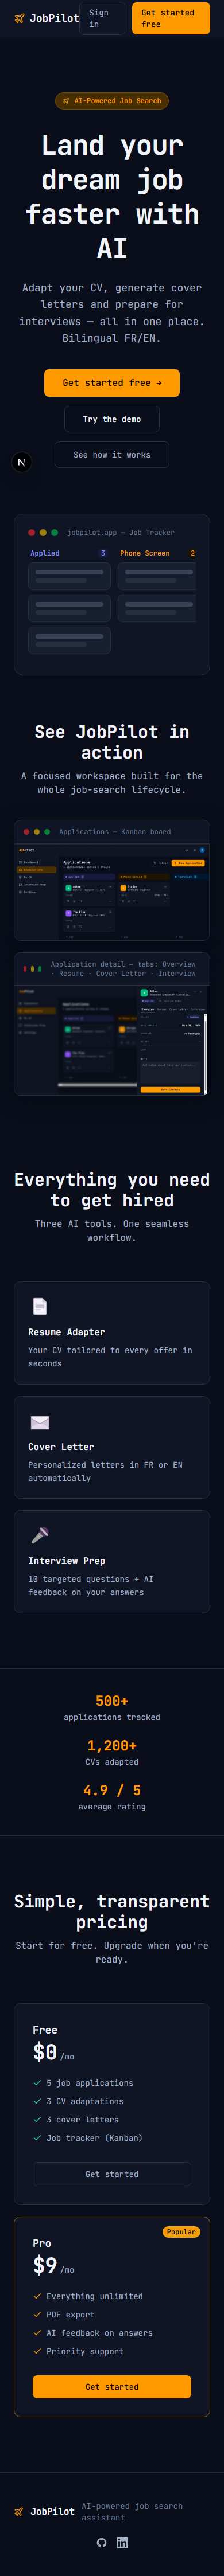 JobPilot
Sign in
Get started free
AI-Powered Job Search
Land your
dream job
faster with
AI
Adapt your CV, generate cover
letters and prepare for
interviews — all in one place.
Bilingual FR/EN.
Get started free →
Try the demo
See how it works
N
jobpilot.app — Job Tracker
Applied 3 Phone Screen 2
See JobPilot in
action
A focused workspace built for the
whole job-search lifecycle.
Applications — Kanban board
Applications
Application detail — tabs: Overview
· Resume · Cover Letter · Interview
Everything you need
to get hired
Three AI tools. One seamless
workflow.
Resume Adapter
Your CV tailored to every offer in
seconds
Cover Letter
Personalized letters in FR or EN
automatically
Interview Prep
10 targeted questions + AI
feedback on your answers
500+
applications tracked
1,200+
CVs adapted
4.9 / 5
average rating
Simple, transparent
pricing
Start for free. Upgrade when you're
ready.
Free
$0 /mo
5 job applications
3 CV adaptations
3 cover letters
Job tracker (Kanban)
Get started
Popular
Pro
$9 /mo
Everything unlimited
PDF export
AI feedback on answers
Priority support
Get started
JobPilot
AI-powered job search
assistant